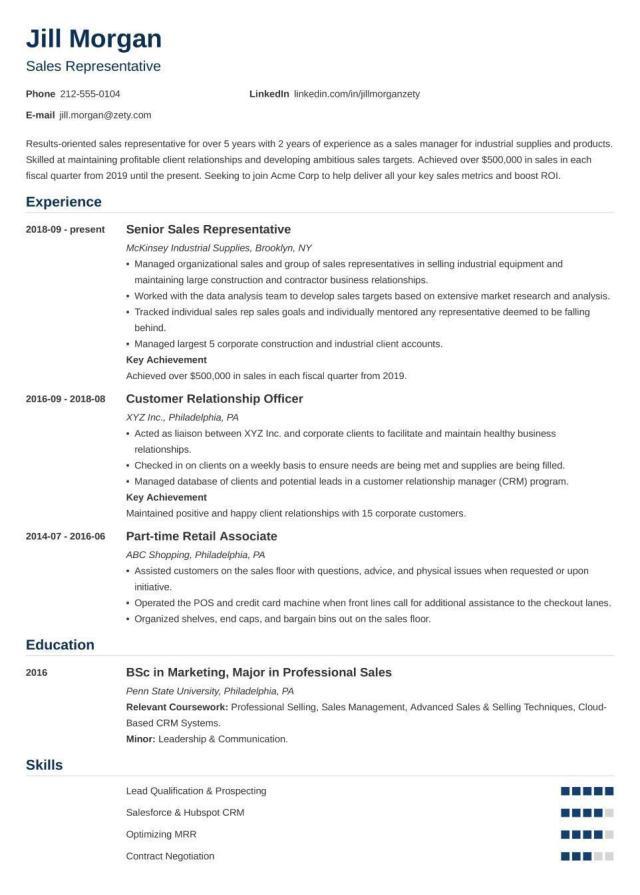 Jill Morgan
Sales Representative
Phone 212-555-0104 LinkedIn linkedin.com/in/jillmorganzety
E-mail jill.morgan@zety.com
Results-oriented sales representative for over 5 years with 2 years of experience as a sales manager for industrial supplies and products.
Skilled at maintaining profitable client relationships and developing ambitious sales targets. Achieved over $500,000 in sales in each
fiscal quarter from 2019 until the present. Seeking to join Acme Corp to help deliver all your key sales metrics and boost ROI.
Experience
2018-09 - present Senior Sales Representative
McKinsey Industrial Supplies, Brooklyn, NY
• Managed organizational sales and group of sales representatives in selling industrial equipment and
maintaining large construction and contractor business relationships.
• Worked with the data analysis team to develop sales targets based on extensive market research and analysis.
• Tracked individual sales rep sales goals and individually mentored any representative deemed to be falling
behind.
• Managed largest 5 corporate construction and industrial client accounts.
Key Achievement
Achieved over $500,000 in sales in each fiscal quarter from 2019.
2016-09 - 2018-08 Customer Relationship Officer
XYZ Inc., Philadelphia, PA
• Acted as liaison between XYZ Inc. and corporate clients to facilitate and maintain healthy business
relationships.
• Checked in on clients on a weekly basis to ensure needs are being met and supplies are being filled.
• Managed database of clients and potential leads in a customer relationship manager (CRM) program.
Key Achievement
Maintained positive and happy client relationships with 15 corporate customers.
2014-07 - 2016-06 Part-time Retail Associate
ABC Shopping, Philadelphia, PA
• Assisted customers on the sales floor with questions, advice, and physical issues when requested or upon
initiative.
• Operated the POS and credit card machine when front lines call for additional assistance to the checkout lanes.
• Organized shelves, end caps, and bargain bins out on the sales floor.
Education
2016 BSc in Marketing, Major in Professional Sales
Penn State University, Philadelphia, PA
Relevant Coursework: Professional Selling, Sales Management, Advanced Sales & Selling Techniques, Cloud-
Based CRM Systems.
Minor: Leadership & Communication.
Skills
Lead Qualification & Prospecting
Salesforce & Hubspot CRM
Optimizing MRR
Contract Negotiation